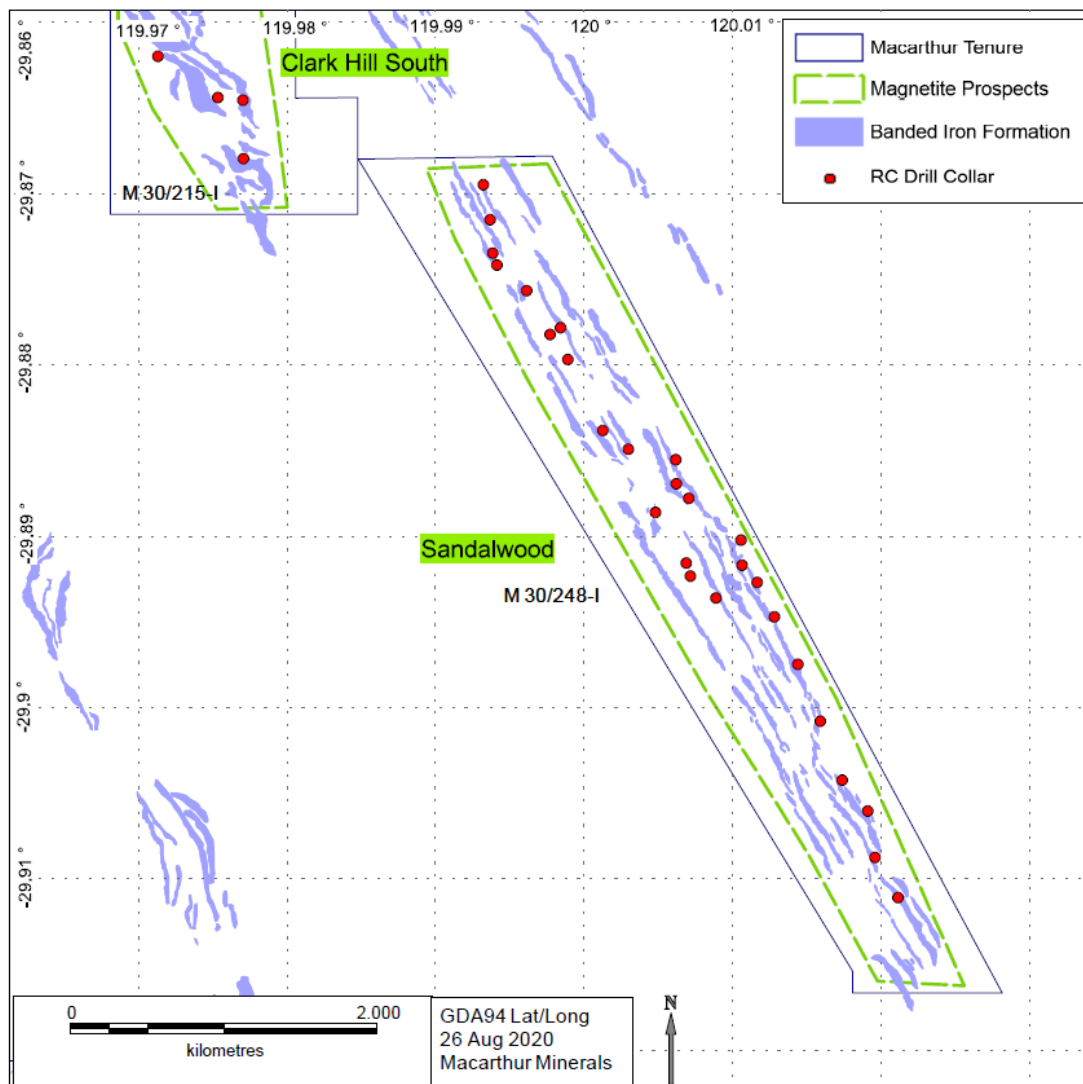 119.97 °
119.98 °
119.99 °
120 °
120.01 °
-29.86 °
-29.87 °
-29.88 °
-29.89 °
-29.9 °
-29.91 °
Clark Hill South
M 30/215-I
Sandalwood
M 30/248-I
Macarthur Tenure
Magnetite Prospects
Banded Iron Formation
RC Drill Collar
0 2.000
kilometres
GDA94 Lat/Long
26 Aug 2020
Macarthur Minerals
N